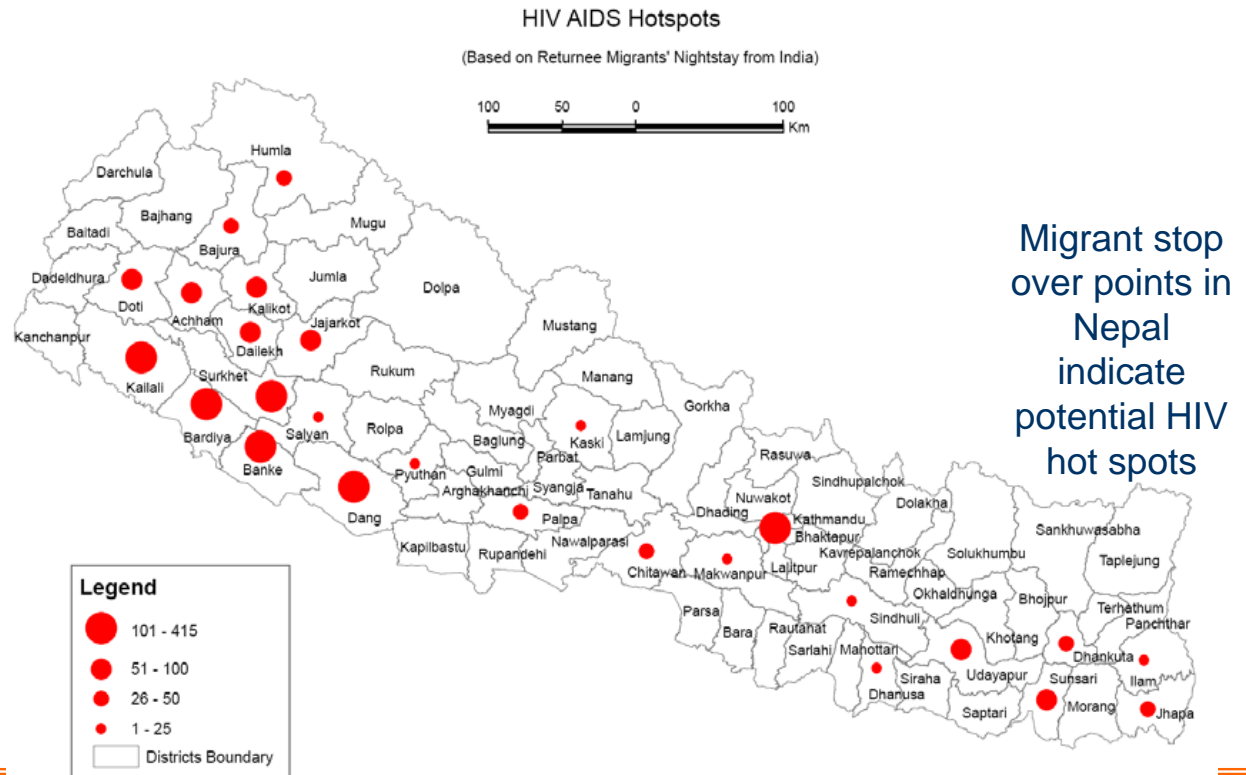 HIV AIDS Hotspots
(Based on Returnee Migrants' Nightstay from India)
100 50 0 100
Km
Humla
Darchula
Bajhang
Mugu
Baitadi
Bajura
Dadeldhura
Jumla
Doti
Achham
Kalikot
Dolpa
Kanchanpur
Dailekh
Jajarkot
Mustang
Kailali
Surkhet
Rukum
Manang
Bardiya
Salyan
Rolpa
Myagdi
Gorkha
Banke
Baglung
Kaski
Lamjung
Parbat
Pyuthan
Gulmi
Rasuwa
Sindhupalchok
Arghakhanchi
Syangja
Tanahu
Nuwakot
Dolakha
Dang
Palpa
Dhading
Kathmandu
Sankhuwasabha
Kapilbastu
Rupandehi
Nawalparasi
Bhaktapur
Kavrepalanchok
Solukhumbu
Taplejung
Chitawan
Makwanpur
Lalitpur
Ramechhap
Okhaldhunga
Bhojpur
Terhathum
Parsa
Bara
Rautahat
Sindhuli
Khotang
Panchthar
Sarlahi
Mahottari
Dhankuta
Dhanusa
Siraha
Udayapur
Sunsari
Ilam
Saptari
Morang
Jhapa
Migrant stop
over points in
Nepal
indicate
potential HIV
hot spots
Legend
101 - 415
51 - 100
26 - 50
1 - 25
Districts Boundary